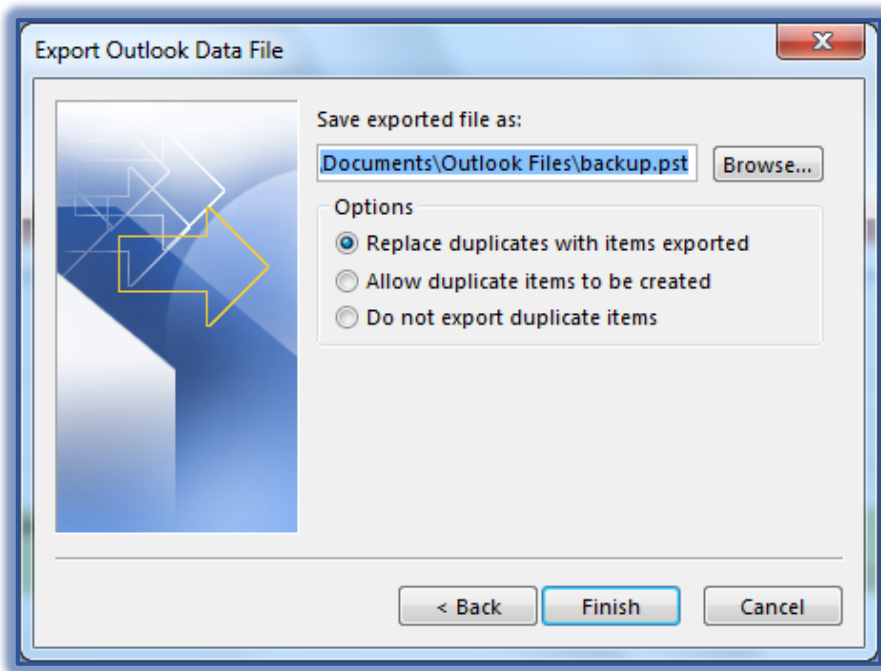 Export Outlook Data File
Save exported file as:
Documents\Outlook Files\backup.pst
Browse...
Options
Replace duplicates with items exported
Allow duplicate items to be created
Do not export duplicate items
< Back
Finish
Cancel